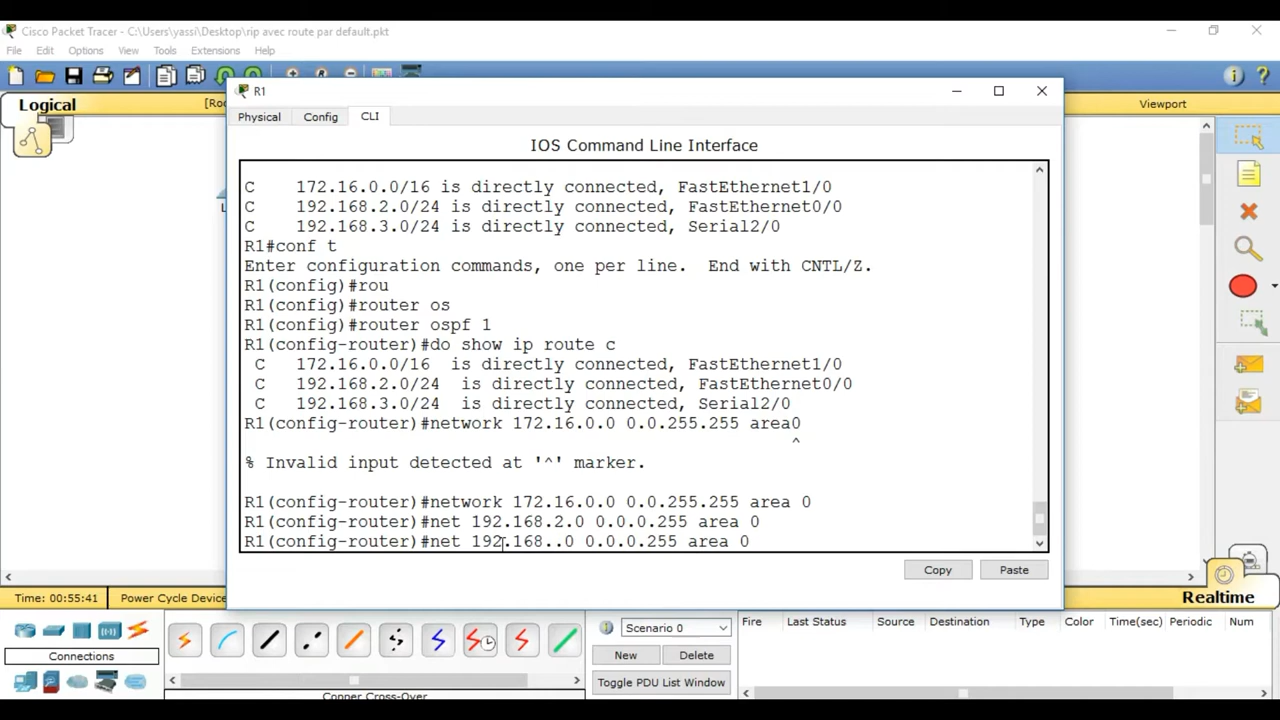 Cisco Packet Tracer - C:\Users\yassi\Desktop\rip avec route par default.pkt
File Edit Options View Tools Extensions Help
Logical
Viewport
R1
Physical Config CLI
IOS Command Line Interface
C 172.16.0.0/16 is directly connected, FastEthernet1/0
C 192.168.2.0/24 is directly connected, FastEthernet0/0
C 192.168.3.0/24 is directly connected, Serial2/0
R1#conf t
Enter configuration commands, one per line. End with CNTL/Z.
R1(config)#rou
R1(config)#router os
R1(config)#router ospf 1
R1(config-router)#do show ip route c
C 172.16.0.0/16 is directly connected, FastEthernet1/0
C 192.168.2.0/24 is directly connected, FastEthernet0/0
C 192.168.3.0/24 is directly connected, Serial2/0
R1(config-router)#network 172.16.0.0 0.0.255.255 area0
^
% Invalid input detected at '^' marker.
R1(config-router)#network 172.16.0.0 0.0.255.255 area 0
R1(config-router)#net 192.168.2.0 0.0.0.255 area 0
R1(config-router)#net 192.168..0 0.0.0.255 area 0
Copy Paste
Time: 00:55:41 Power Cycle Device
Realtime
Connections
Copper Cross-Over
Scenario 0
New Delete
Toggle PDU List Window
Fire Last Status Source Destination Type Color Time(sec) Periodic Num